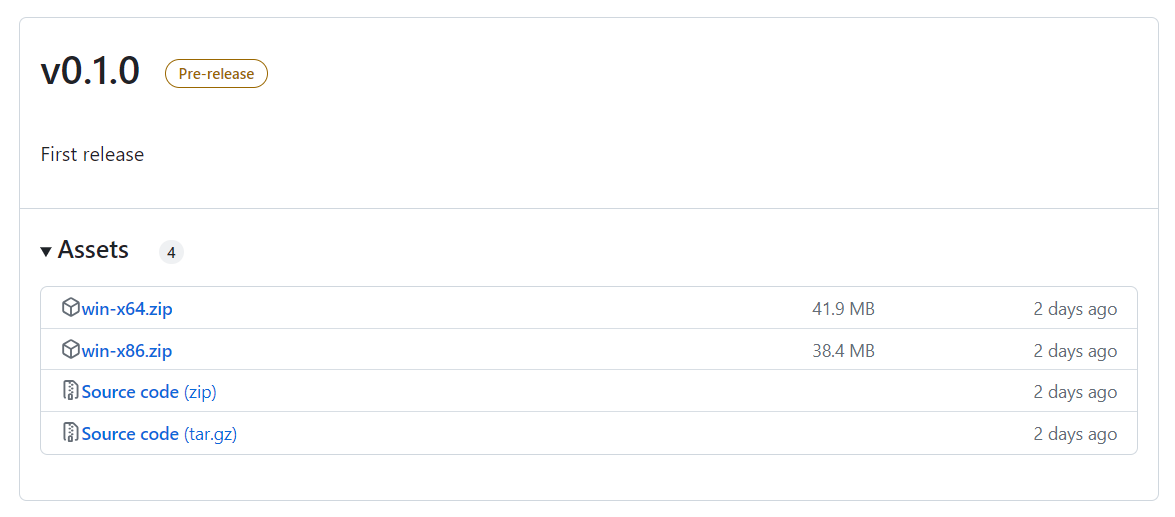 v0.1.0 Pre-release
First release
Assets 4
win-x64.zip 41.9 MB 2 days ago
win-x86.zip 38.4 MB 2 days ago
Source code (zip) 2 days ago
Source code (tar.gz) 2 days ago